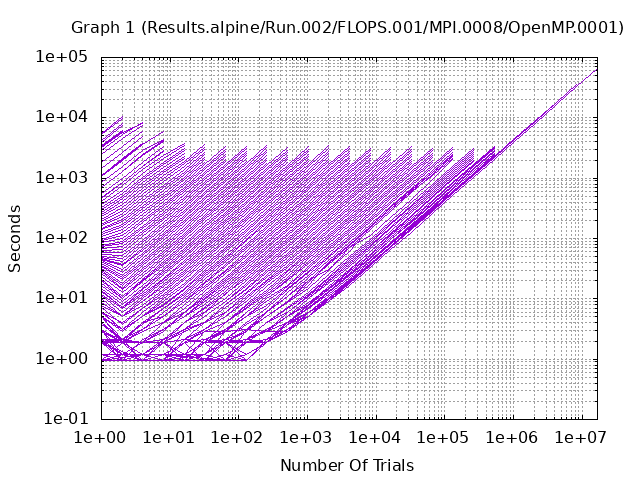 Graph 1 (Results.alpine/Run.002/FLOPS.001/MPI.0008/OpenMP.0001)
1e+05
1e+04
1e+03
1e+02
1e+01
1e+00
1e-01
Seconds
1e+00 1e+01 1e+02 1e+03 1e+04 1e+05 1e+06 1e+07
Number Of Trials